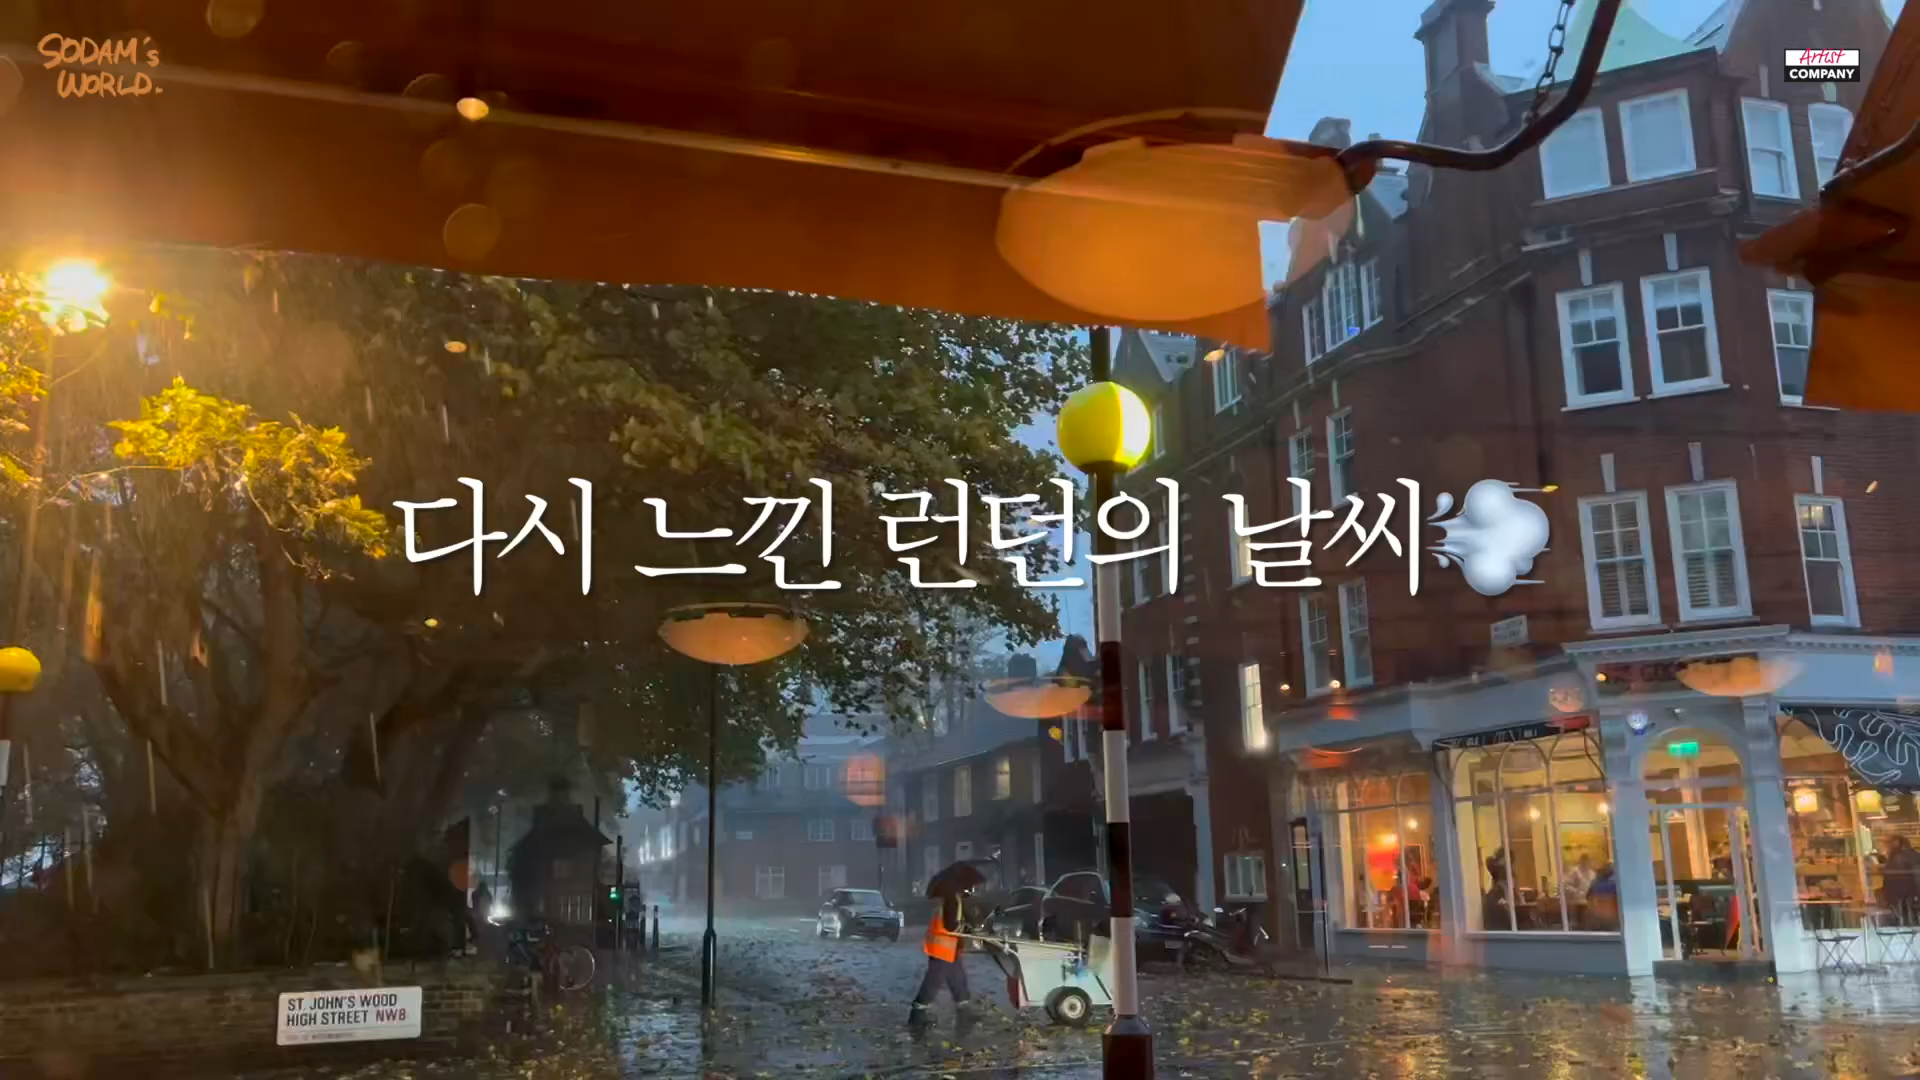 SODAM's
WORLD.
Artist
COMPANY
다시 느낀 런던의 날씨💨
ST. JOHN'S WOOD
HIGH STREET NW8